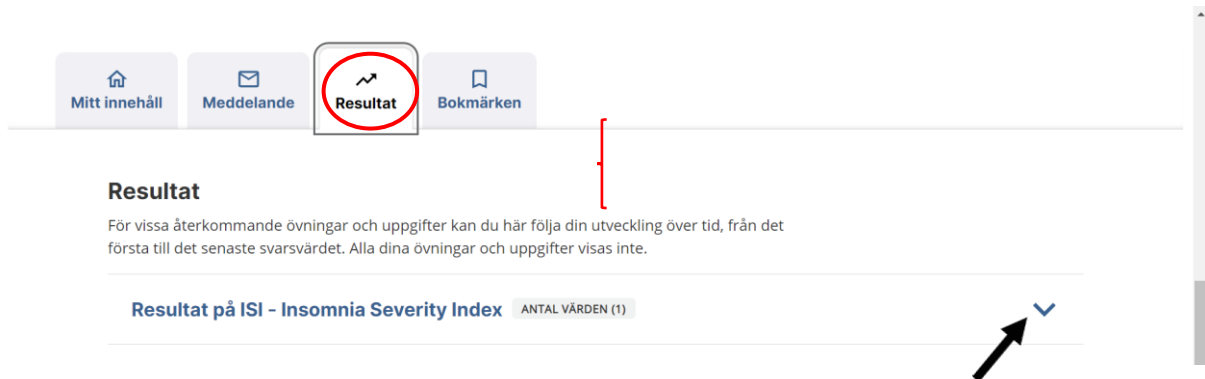 Mitt innehåll
Meddelande
Resultat
Bokmärken
Resultat
För vissa återkommande övningar och uppgifter kan du här följa din utveckling över tid, från det
första till det senaste svarsvärdet. Alla dina övningar och uppgifter visas inte.
Resultat på ISI - Insomnia Severity Index ANTAL VÄRDEN (1)